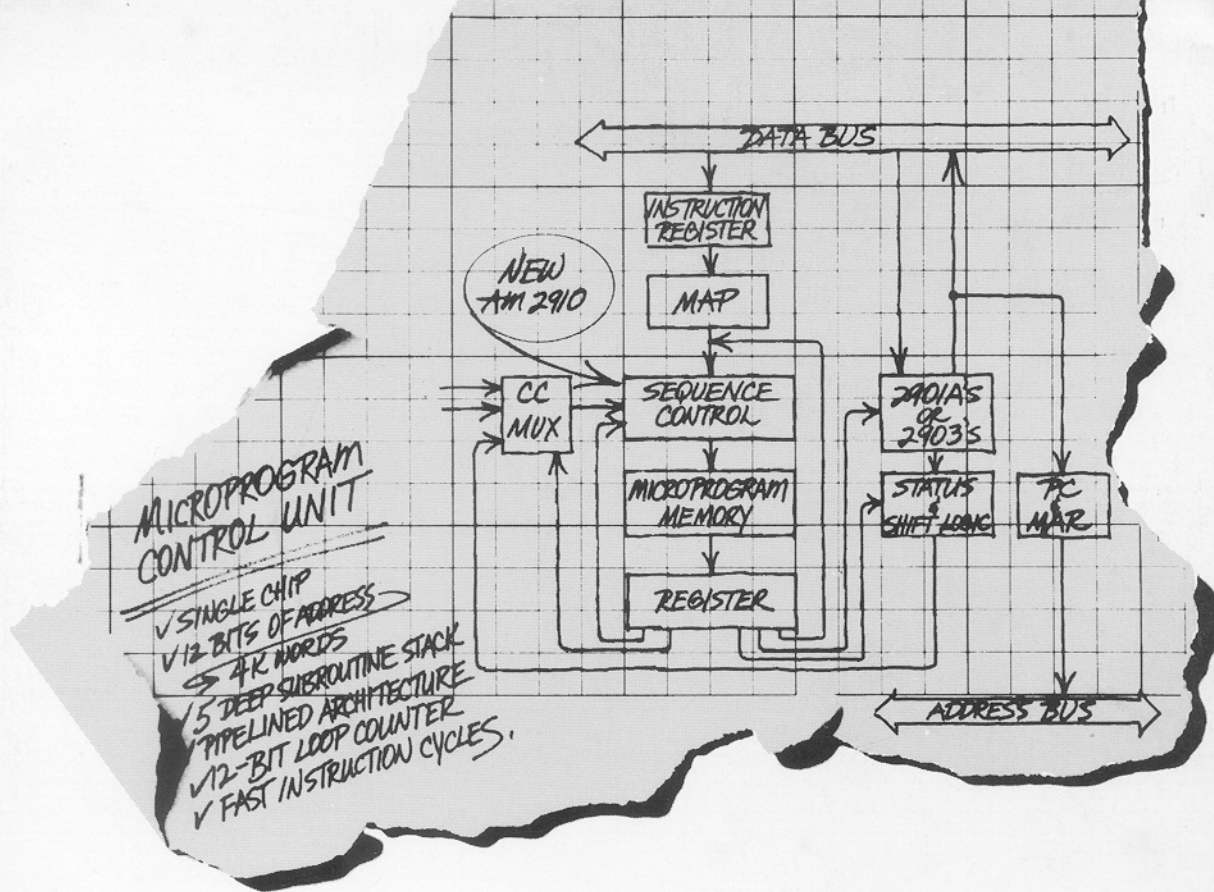 DATA BUS
INSTRUCTION
REGISTER
NEW
Am 2910
MAP
CC
MUX
SEQUENCE
CONTROL
2901A'S
OR
2903'S
MICROPROGRAM
MEMORY
STATUS
&
SHIFT LOGIC
PC
&
MAR
REGISTER
ADDRESS BUS
MICROPROGRAM
CONTROL UNIT
✓ SINGLE CHIP
✓ 12 BITS OF ADDRESS
4K WORDS
✓ 5 DEEP SUBROUTINE STACK
✓ PIPELINED ARCHITECTURE
✓ 12-BIT LOOP COUNTER
✓ FAST INSTRUCTION CYCLES.